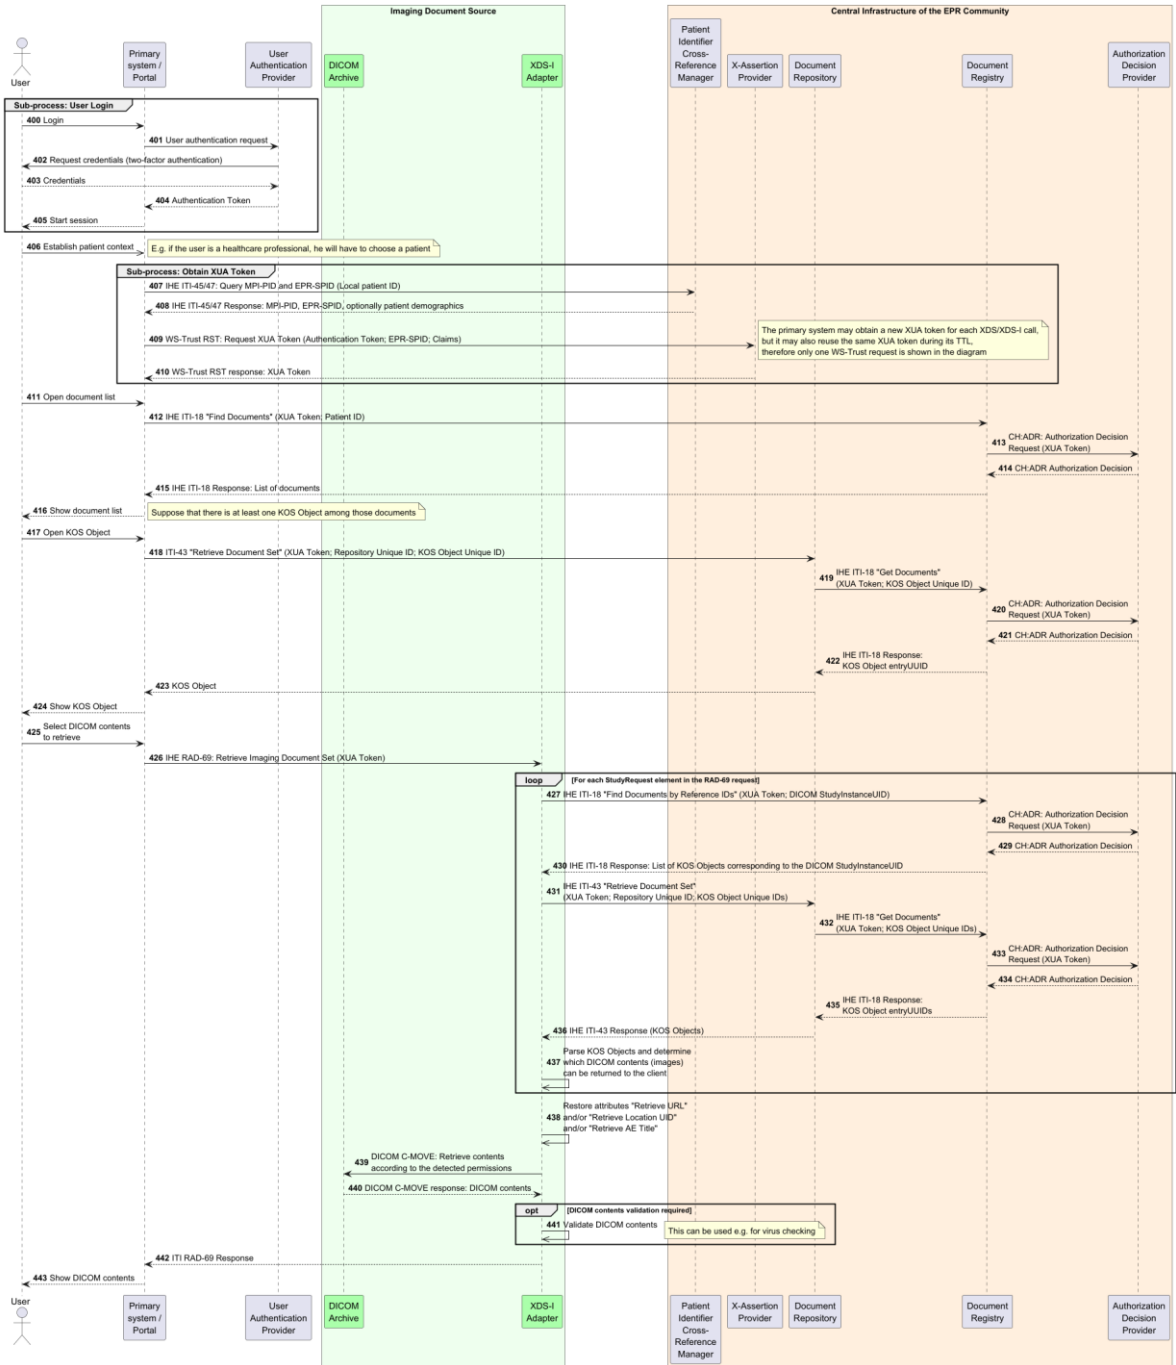 Imaging Document Source
Central Infrastructure of the EPR Community
User
Primary
system /
Portal
User
Authentication
Provider
DICOM
Archive
XDS-I
Adapter
Patient
Identifier
Cross-
Reference
Manager
X-Assertion
Provider
Document
Repository
Document
Registry
Authorization
Decision
Provider
Sub-process: User Login
400 Login
401 User authentication request
402 Request credentials (two-factor authentication)
403 Credentials
404 Authentication Token
405 Start session
406 Establish patient context
E.g. if the user is a healthcare professional, he will have to choose a patient
Sub-process: Obtain XUA Token
407 IHE ITI-45/47: Query MPI-PID and EPR-SPID (Local patient ID)
408 IHE ITI-45/47 Response: MPI-PID, EPR-SPID, optionally patient demographics
409 WS-Trust RST: Request XUA Token (Authentication Token; EPR-SPID; Claims)
The primary system may obtain a new XUA token for each XDS/XDS-I call,
but it may also reuse the same XUA token during its TTL,
therefore only one WS-Trust request is shown in the diagram
410 WS-Trust RST response: XUA Token
411 Open document list
412 IHE ITI-18 "Find Documents" (XUA Token; Patient ID)
413 CH:ADR: Authorization Decision
Request (XUA Token)
414 CH:ADR Authorization Decision
415 IHE ITI-18 Response: List of documents
416 Show document list
Suppose that there is at least one KOS Object among those documents
417 Open KOS Object
418 ITI-43 "Retrieve Document Set" (XUA Token; Repository Unique ID; KOS Object Unique ID)
419 IHE ITI-18 "Get Documents"
(XUA Token; KOS Object Unique ID)
420 CH:ADR: Authorization Decision
Request (XUA Token)
421 CH:ADR Authorization Decision
422 IHE ITI-18 Response:
KOS Object entryUUID
423 KOS Object
424 Show KOS Object
425 Select DICOM contents
to retrieve
426 IHE RAD-69: Retrieve Imaging Document Set (XUA Token)
loop [For each StudyRequest element in the RAD-69 request]
427 IHE ITI-18 "Find Documents by Reference IDs" (XUA Token; DICOM StudyInstanceUID)
428 CH:ADR: Authorization Decision
Request (XUA Token)
429 CH:ADR Authorization Decision
430 IHE ITI-18 Response: List of KOS-Objects corresponding to the DICOM StudyInstanceUID
431 IHE ITI-43 "Retrieve Document Set"
(XUA Token; Repository Unique ID; KOS Object Unique IDs)
432 IHE ITI-18 "Get Documents"
(XUA Token; KOS Object Unique IDs)
433 CH:ADR: Authorization Decision
Request (XUA Token)
434 CH:ADR Authorization Decision
435 IHE ITI-18 Response:
KOS Object entryUUIDs
436 IHE ITI-43 Response (KOS Objects)
437 Parse KOS Objects and determine
which DICOM contents (images)
can be returned to the client
438 Restore attributes "Retrieve URL"
and/or "Retrieve Location UID"
and/or "Retrieve AE Title"
439 DICOM C-MOVE: Retrieve contents
according to the detected permissions
440 DICOM C-MOVE response: DICOM contents
opt [DICOM contents validation required]
441 Validate DICOM contents
This can be used e.g. for virus checking
442 ITI RAD-69 Response
443 Show DICOM contents
User
Primary
system /
Portal
User
Authentication
Provider
DICOM
Archive
XDS-I
Adapter
Patient
Identifier
Cross-
Reference
Manager
X-Assertion
Provider
Document
Repository
Document
Registry
Authorization
Decision
Provider